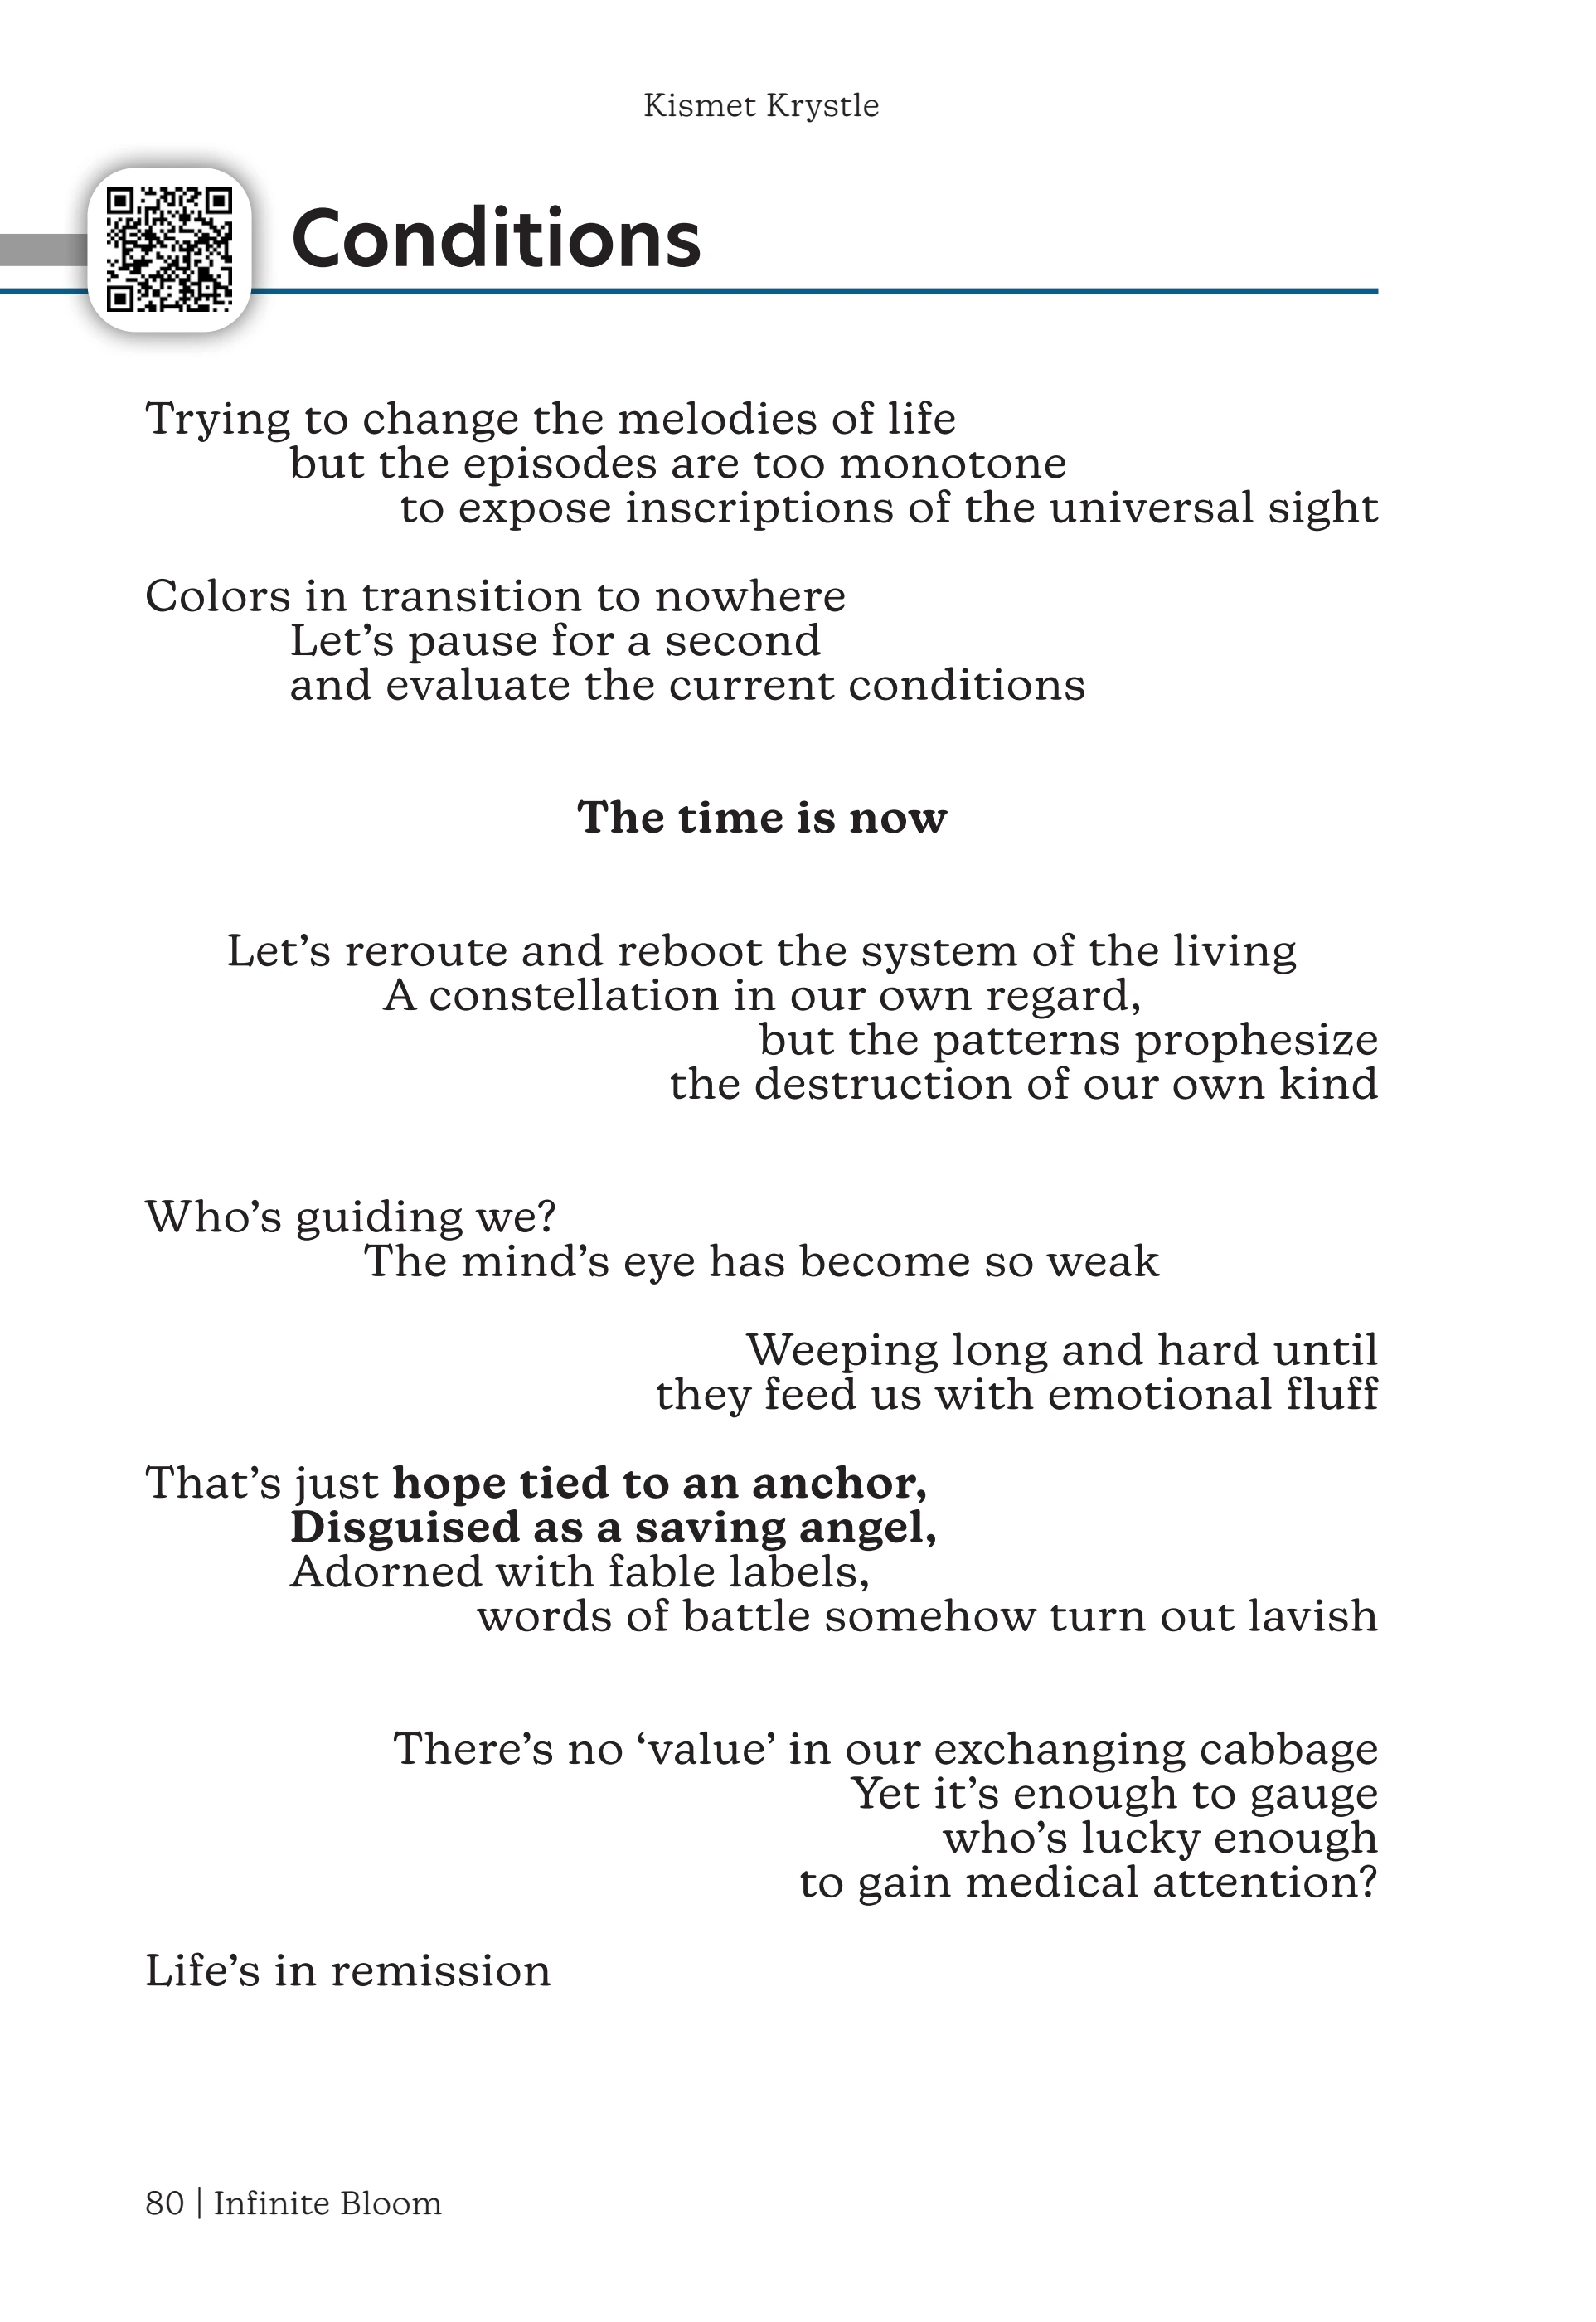 Kismet Krystle
Conditions
Trying to change the melodies of life
but the episodes are too monotone
to expose inscriptions of the universal sight
Colors in transition to nowhere
Let’s pause for a second
and evaluate the current conditions
The time is now
Let’s reroute and reboot the system of the living
A constellation in our own regard,
but the patterns prophesize
the destruction of our own kind
Who’s guiding we?
The mind’s eye has become so weak
Weeping long and hard until
they feed us with emotional fluff
That’s just hope tied to an anchor,
Disguised as a saving angel,
Adorned with fable labels,
words of battle somehow turn out lavish
There’s no ‘value’ in our exchanging cabbage
Yet it’s enough to gauge
who’s lucky enough
to gain medical attention?
Life’s in remission
80 | Infinite Bloom